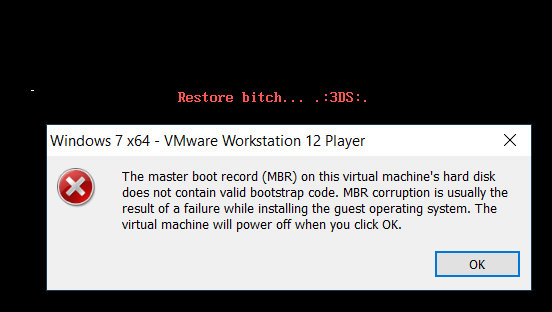 Restore bitch... .:3DS:.
Windows 7 x64 - VMware Workstation 12 Player
The master boot record (MBR) on this virtual machine's hard disk
does not contain valid bootstrap code. MBR corruption is usually the
result of a failure while installing the guest operating system. The
virtual machine will power off when you click OK.
OK